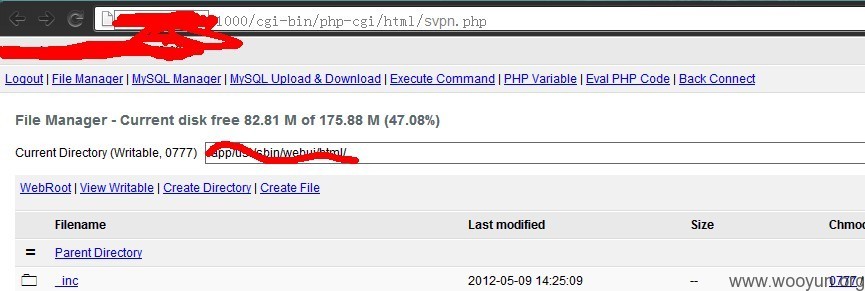 1000/cgi-bin/php-cgi/html/svpn.php
Logout | File Manager | MySQL Manager | MySQL Upload & Download | Execute Command | PHP Variable | Eval PHP Code | Back Connect
File Manager - Current disk free 82.81 M of 175.88 M (47.08%)
Current Directory (Writable, 0777) /app/usr/sbin/webui/html/
WebRoot | View Writable | Create Directory | Create File
Filename Last modified Size Chmod
= Parent Directory
_inc 2012-05-09 14:25:09 -- 0777
www.wooyun.org